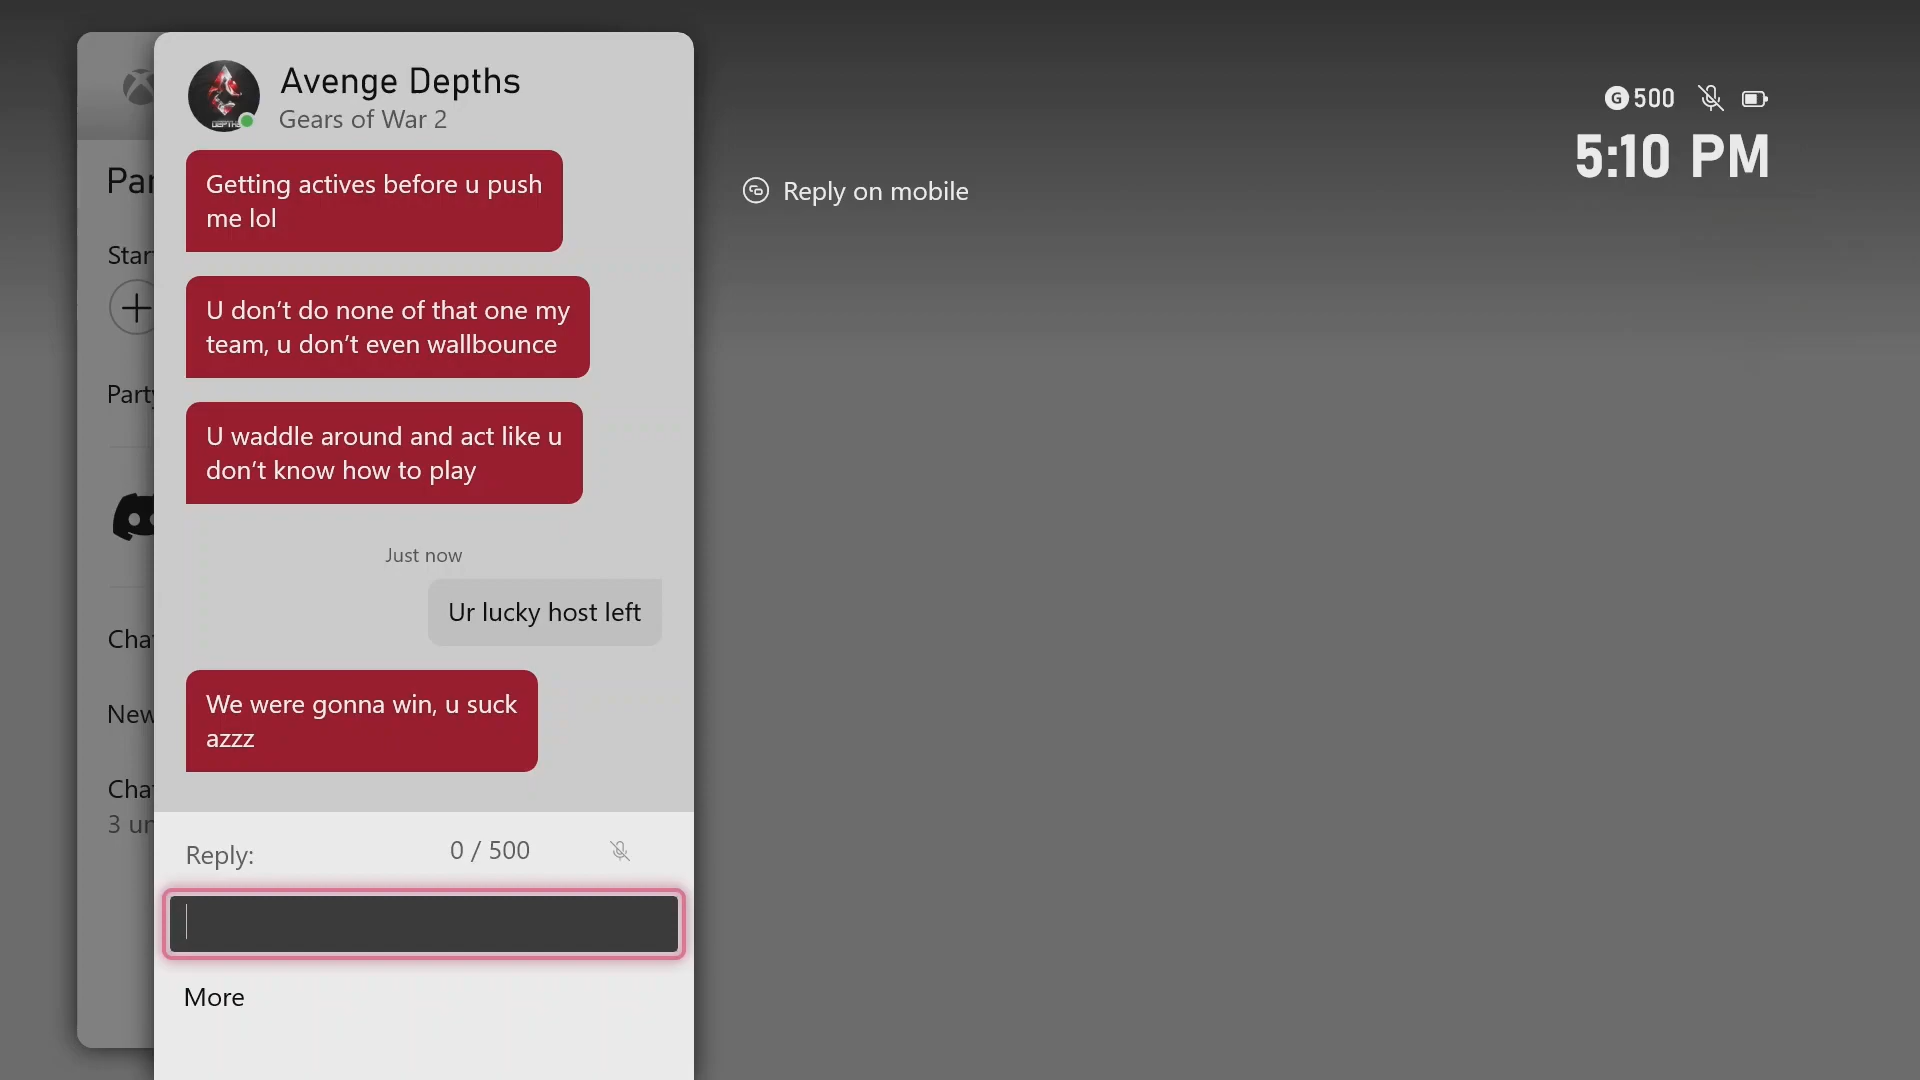 Avenge Depths
Gears of War 2
Getting actives before u push
me lol
U don’t do none of that one my
team, u don’t even wallbounce
U waddle around and act like u
don’t know how to play
Just now
Ur lucky host left
We were gonna win, u suck
azzz
Reply:
0 / 500
More
Reply on mobile
G 500
5:10 PM
DEPTHS